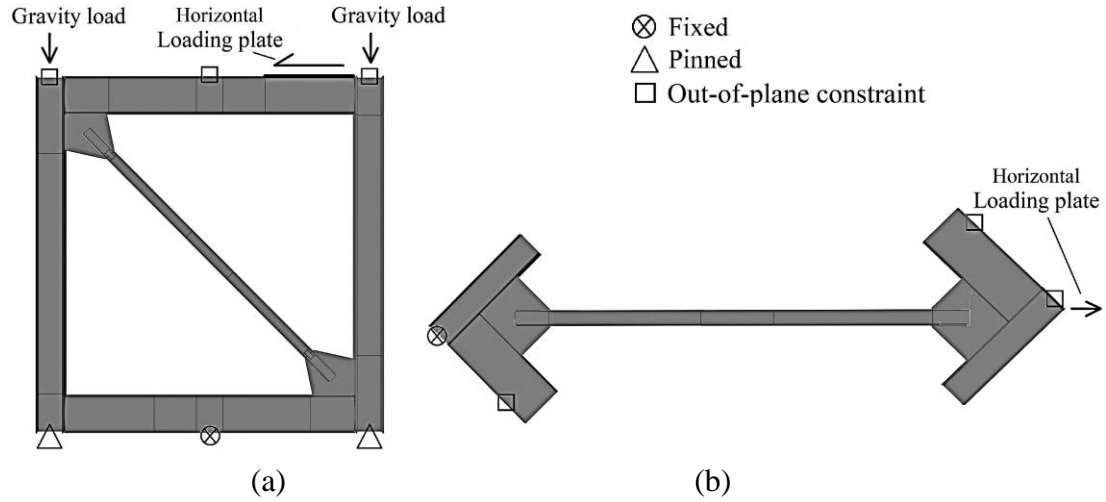 Gravity load
Horizontal
Loading plate
Gravity load
Fixed
Pinned
Out-of-plane constraint
Horizontal
Loading plate
(a)
(b)